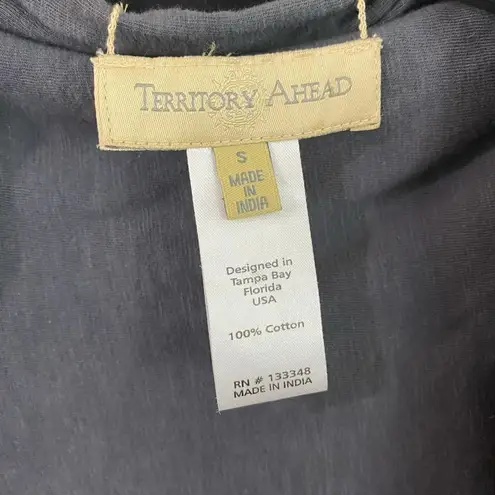 TERRITORY AHEAD
S
MADE
IN
INDIA
Designed in
Tampa Bay
Florida
USA
100% Cotton
RN # 133348
MADE IN INDIA